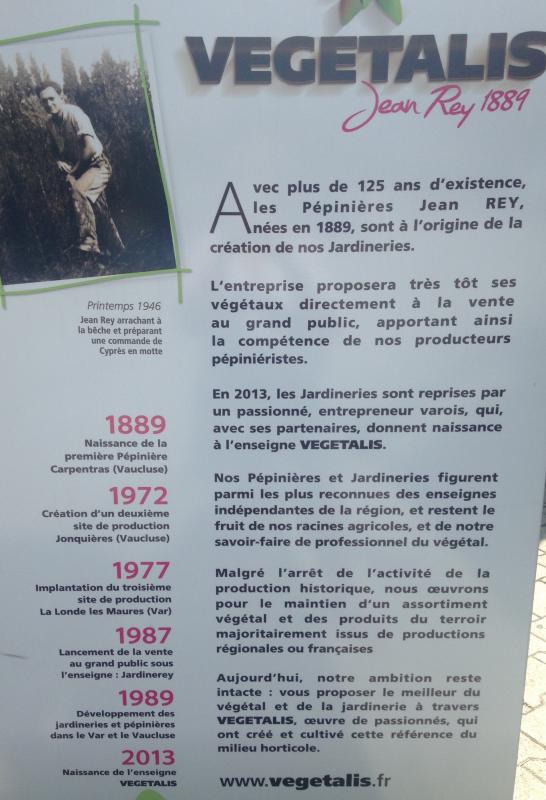 VEGETALIS
Jean Rey 1889
Printemps 1946
Jean Rey arrachant à
la bêche et préparant
une commande de
Cyprès en motte
1889
Naissance de la
première Pépinière
Carpentras (Vaucluse)
1972
Création d'un deuxième
site de production
Jonquières (Vaucluse)
1977
Implantation du troisième
site de production
La Londe les Maures (Var)
1987
Lancement de la vente
au grand public sous
l'enseigne : Jardinerey
1989
Développement des
jardineries et pépinières
dans le Var et le Vaucluse
2013
Naissance de l'enseigne
VEGETALIS
Avec plus de 125 ans d'existence,
les Pépinières Jean REY,
nées en 1889, sont à l'origine de la
création de nos Jardineries.
L'entreprise proposera très tôt ses
végétaux directement à la vente
au grand public, apportant ainsi
la compétence de nos producteurs
pépiniéristes.
En 2013, les Jardineries sont reprises par
un passionné, entrepreneur varois, qui,
avec ses partenaires, donnent naissance
à l'enseigne VEGETALIS.
Nos Pépinières et Jardineries figurent
parmi les plus reconnues des enseignes
indépendantes de la région, et restent le
fruit de nos racines agricoles, et de notre
savoir-faire de professionnel du végétal.
Malgré l'arrêt de l'activité de la
production historique, nous œuvrons
pour le maintien d'un assortiment
végétal et des produits du terroir
majoritairement issus de productions
régionales ou françaises
Aujourd'hui, notre ambition reste
intacte : vous proposer le meilleur du
végétal et de la jardinerie à travers
VEGETALIS, œuvre de passionnés, qui
ont créé et cultivé cette référence du
milieu horticole.
www.vegetalis.fr